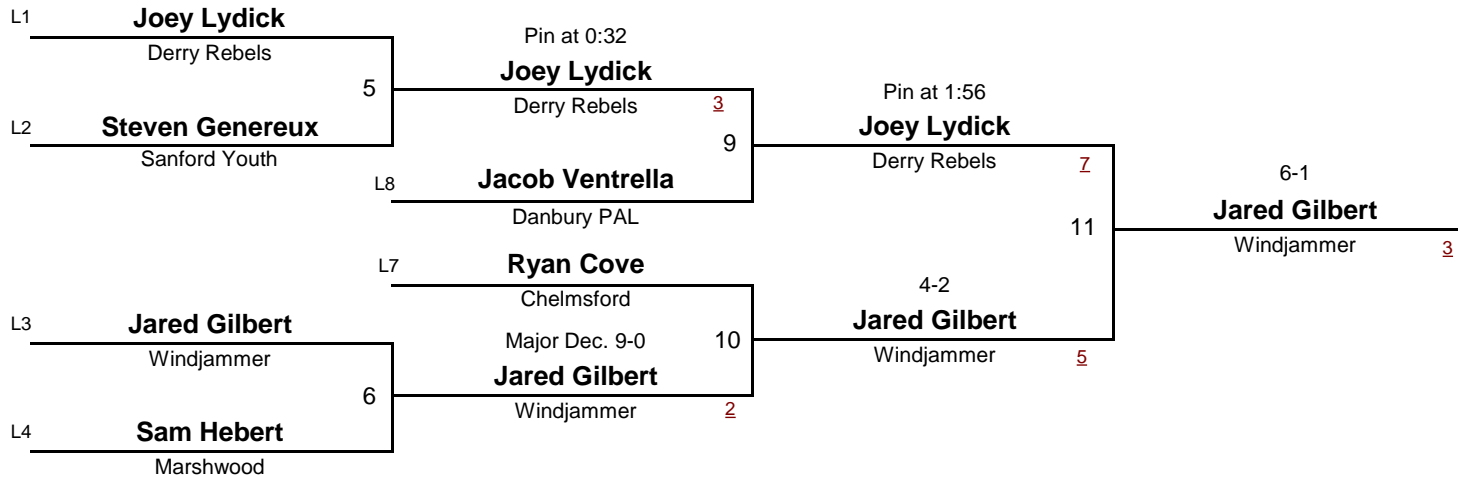 L1 Joey Lydick
Derry Rebels
5
L2 Steven Genereux
Sanford Youth
Pin at 0:32
Joey Lydick
Derry Rebels 3
9
L8 Jacob Ventrella
Danbury PAL
Pin at 1:56
Joey Lydick
Derry Rebels 7
11
6-1
Jared Gilbert
Windjammer 3
L7 Ryan Cove
Chelmsford
10
4-2
Jared Gilbert
Windjammer 5
L3 Jared Gilbert
Windjammer
6
Major Dec. 9-0
Jared Gilbert
Windjammer 2
L4 Sam Hebert
Marshwood